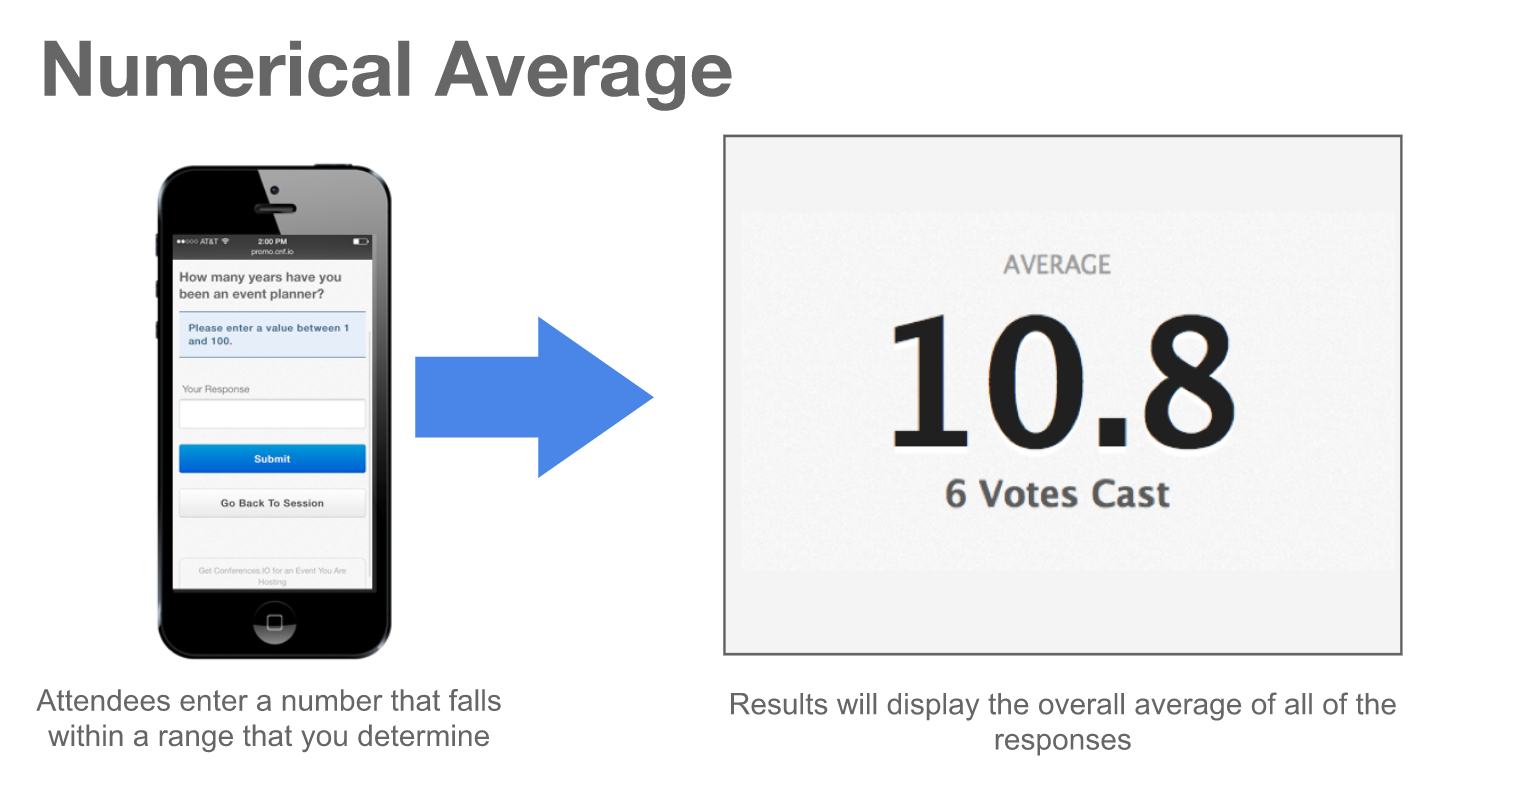 Numerical Average
AT&T
2:00 PM
promo.cnf.io
How many years have you
been an event planner?
Please enter a value between 1
and 100.
Your Response
Submit
Go Back To Session
Get Conferences.IO for an Event You Are
Hosting
Attendees enter a number that falls
within a range that you determine
AVERAGE
10.8
6 Votes Cast
Results will display the overall average of all of the
responses